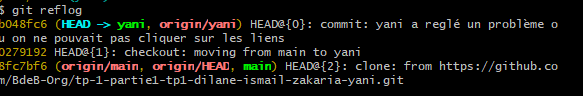 $ git reflog
b048fc6 (HEAD -> yani, origin/yani) HEAD@{0}: commit: yani a reglé un problème o
u on ne pouvait pas cliquer sur les liens
0279192 HEAD@{1}: checkout: moving from main to yani
8fc7bf6 (origin/main, origin/HEAD, main) HEAD@{2}: clone: from https://github.co
m/BdeB-Org/tp-1-partie1-tp1-dilane-ismail-zakaria-yani.git